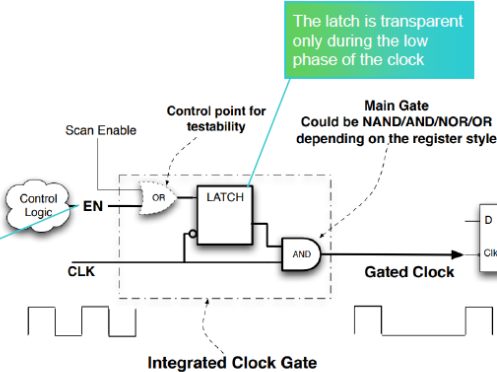 The latch is transparent
only during the low
phase of the clock
Main Gate
Could be NAND/AND/NOR/OR
depending on the register style
Control point for
testability
Scan Enable
Control
Logic
EN
OR
LATCH
D
AND
Clk
CLK
Gated Clock
Integrated Clock Gate